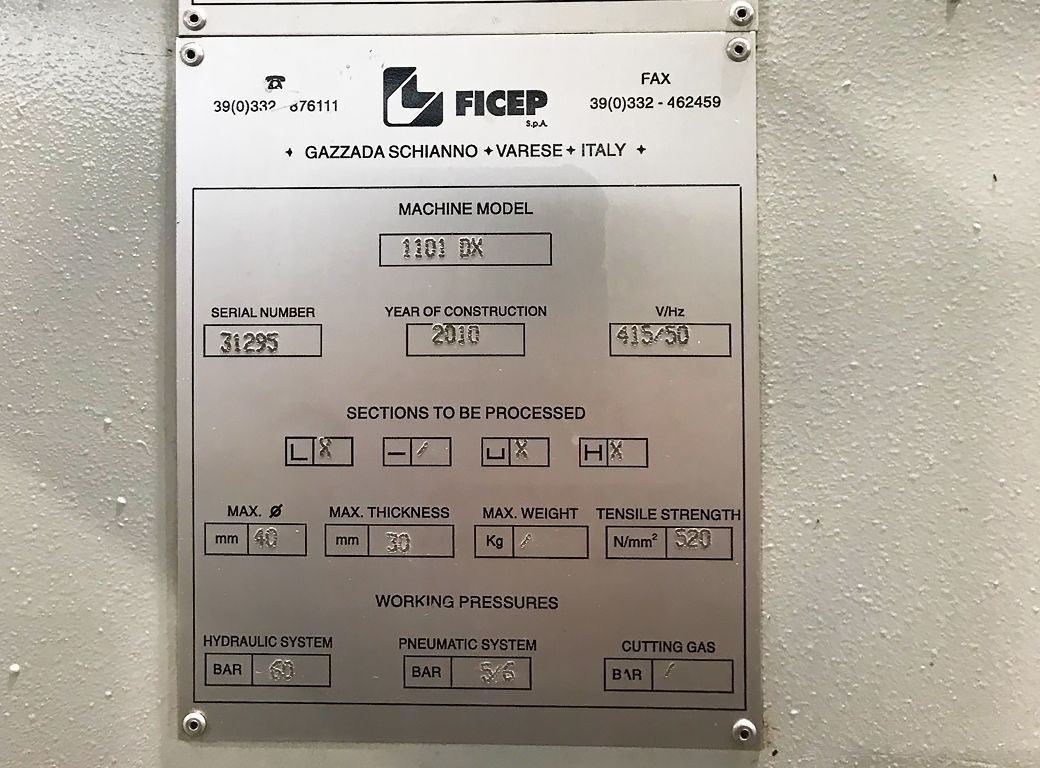 ☎ FICEP FAX
39(0)332 876111 S.p.A. 39(0)332 - 462459
GAZZADA SCHIANNO VARESE ITALY
MACHINE MODEL
1101 DX
SERIAL NUMBER YEAR OF CONSTRUCTION V/Hz
31295 2010 415/50
SECTIONS TO BE PROCESSED
X / X X
MAX. Ø MAX. THICKNESS MAX. WEIGHT TENSILE STRENGTH
mm 40 mm 30 Kg / N/mm² 520
WORKING PRESSURES
HYDRAULIC SYSTEM PNEUMATIC SYSTEM CUTTING GAS
BAR 60 BAR 5/6 BAR /